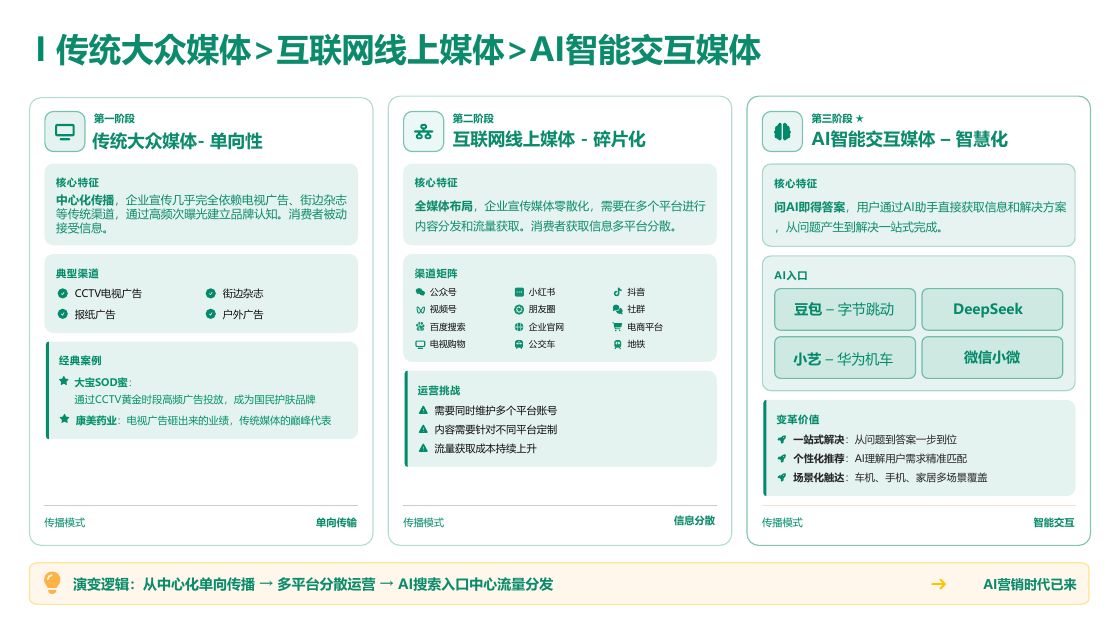 I 传统大众媒体>互联网线上媒体>AI智能交互媒体
第一阶段
传统大众媒体- 单向性
核心特征
中心化传播，企业宣传几乎完全依赖电视广告、街边杂志
等传统渠道，通过高频次曝光建立品牌认知。消费者被动
接受信息。
典型渠道
CCTV电视广告
街边杂志
报纸广告
户外广告
经典案例
大宝SOD蜜：
通过CCTV黄金时段高频广告投放，成为国民护肤品牌
康美药业：电视广告砸出来的业绩，传统媒体的巅峰代表
传播模式
单向传输
第二阶段
互联网线上媒体 - 碎片化
核心特征
全媒体布局，企业宣传媒体零散化，需要在多个平台进行
内容分发和流量获取。消费者获取信息多平台分散。
渠道矩阵
公众号
小红书
抖音
视频号
朋友圈
社群
百度搜索
企业官网
电商平台
电视购物
公交车
地铁
运营挑战
需要同时维护多个平台账号
内容需要针对不同平台定制
流量获取成本持续上升
传播模式
信息分散
第三阶段 ★
AI智能交互媒体 – 智慧化
核心特征
问AI即得答案，用户通过AI助手直接获取信息和解决方案
，从问题产生到解决一站式完成。
AI入口
豆包 – 字节跳动
DeepSeek
小艺 – 华为机车
微信小微
变革价值
一站式解决：从问题到答案一步到位
个性化推荐：AI理解用户需求精准匹配
场景化触达：车机、手机、家居多场景覆盖
传播模式
智能交互
演变逻辑：从中心化单向传播 → 多平台分散运营 → AI搜索入口中心流量分发
→ AI营销时代已来